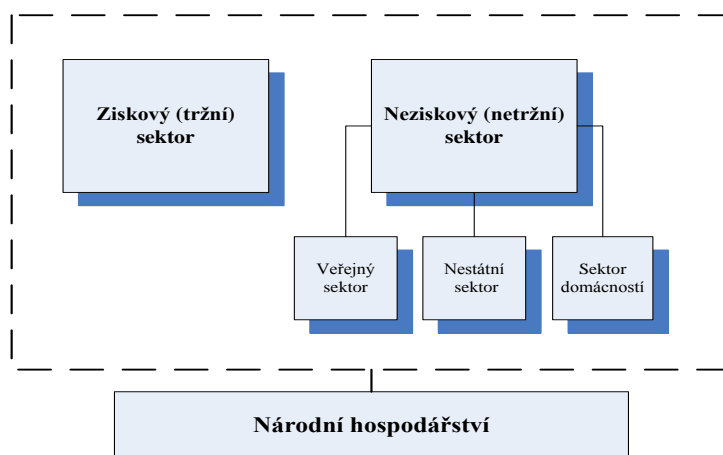 Ziskový (tržní)
sektor
Neziskový (netržní)
sektor
Veřejný
sektor
Nestátní
sektor
Sektor
domácností
Národní hospodářství